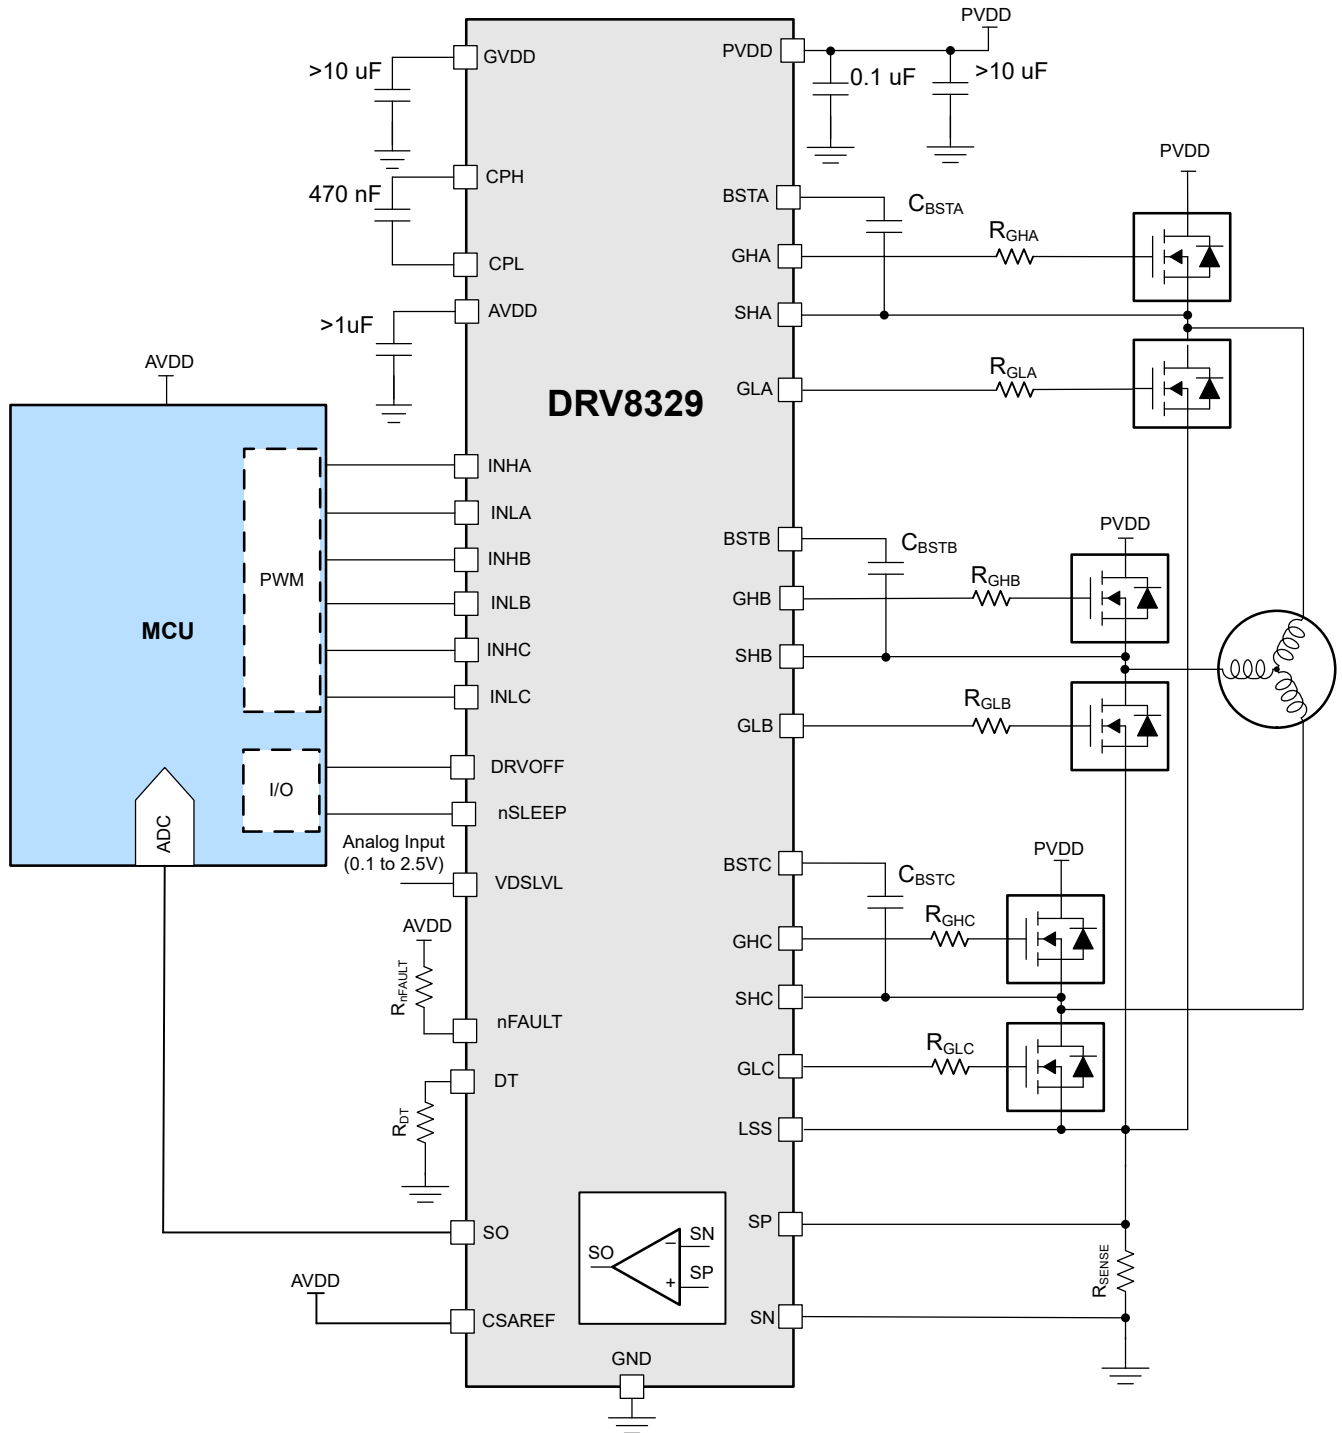 PVDD
GVDD
PVDD
>10 uF
0.1 uF
>10 uF
CPH
470 nF
CPL
BSTA
CBSTA
PVDD
GHA
RGHA
AVDD
>1uF
SHA
AVDD
DRV8329
GLA
RGLA
MCU
PWM
INHA
INLA
INHB
INLB
INHC
INLC
BSTB
CBSTB
PVDD
GHB
RGHB
SHB
GLB
RGLB
I/O
DRVOFF
nSLEEP
ADC
Analog Input
(0.1 to 2.5V)
VDSLVL
BSTC
CBSTC
PVDD
GHC
RGHC
AVDD
RnFAULT
nFAULT
SHC
GLC
RGLC
DT
RDT
LSS
SO
SP
SO
SN
SP
−
+
RSENSE
AVDD
CSAREF
SN
GND